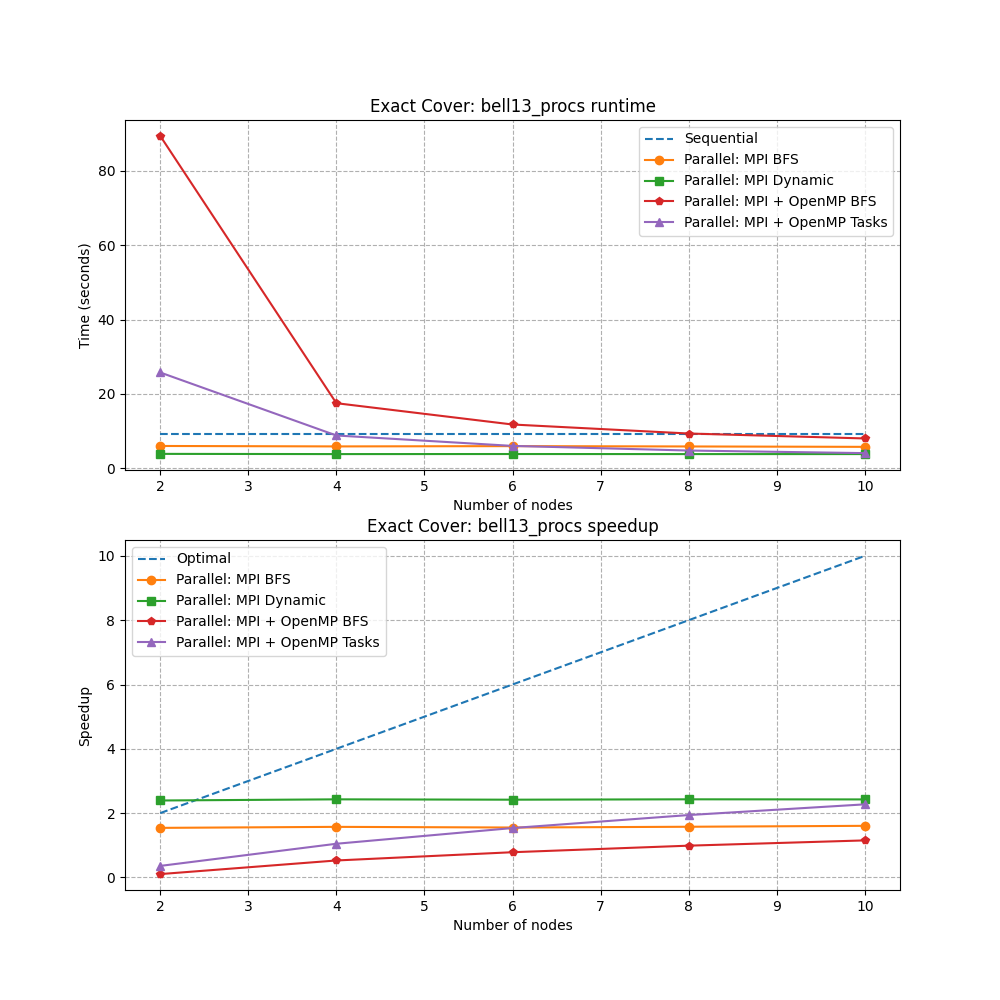 Exact Cover: bell13_procs runtime
Time (seconds)
80
60
40
20
0
Sequential
Parallel: MPI BFS
Parallel: MPI Dynamic
Parallel: MPI + OpenMP BFS
Parallel: MPI + OpenMP Tasks
2 3 4 5 6 7 8 9 10
Number of nodes
Exact Cover: bell13_procs speedup
Speedup
10
8
6
4
2
0
Optimal
Parallel: MPI BFS
Parallel: MPI Dynamic
Parallel: MPI + OpenMP BFS
Parallel: MPI + OpenMP Tasks
2 3 4 5 6 7 8 9 10
Number of nodes